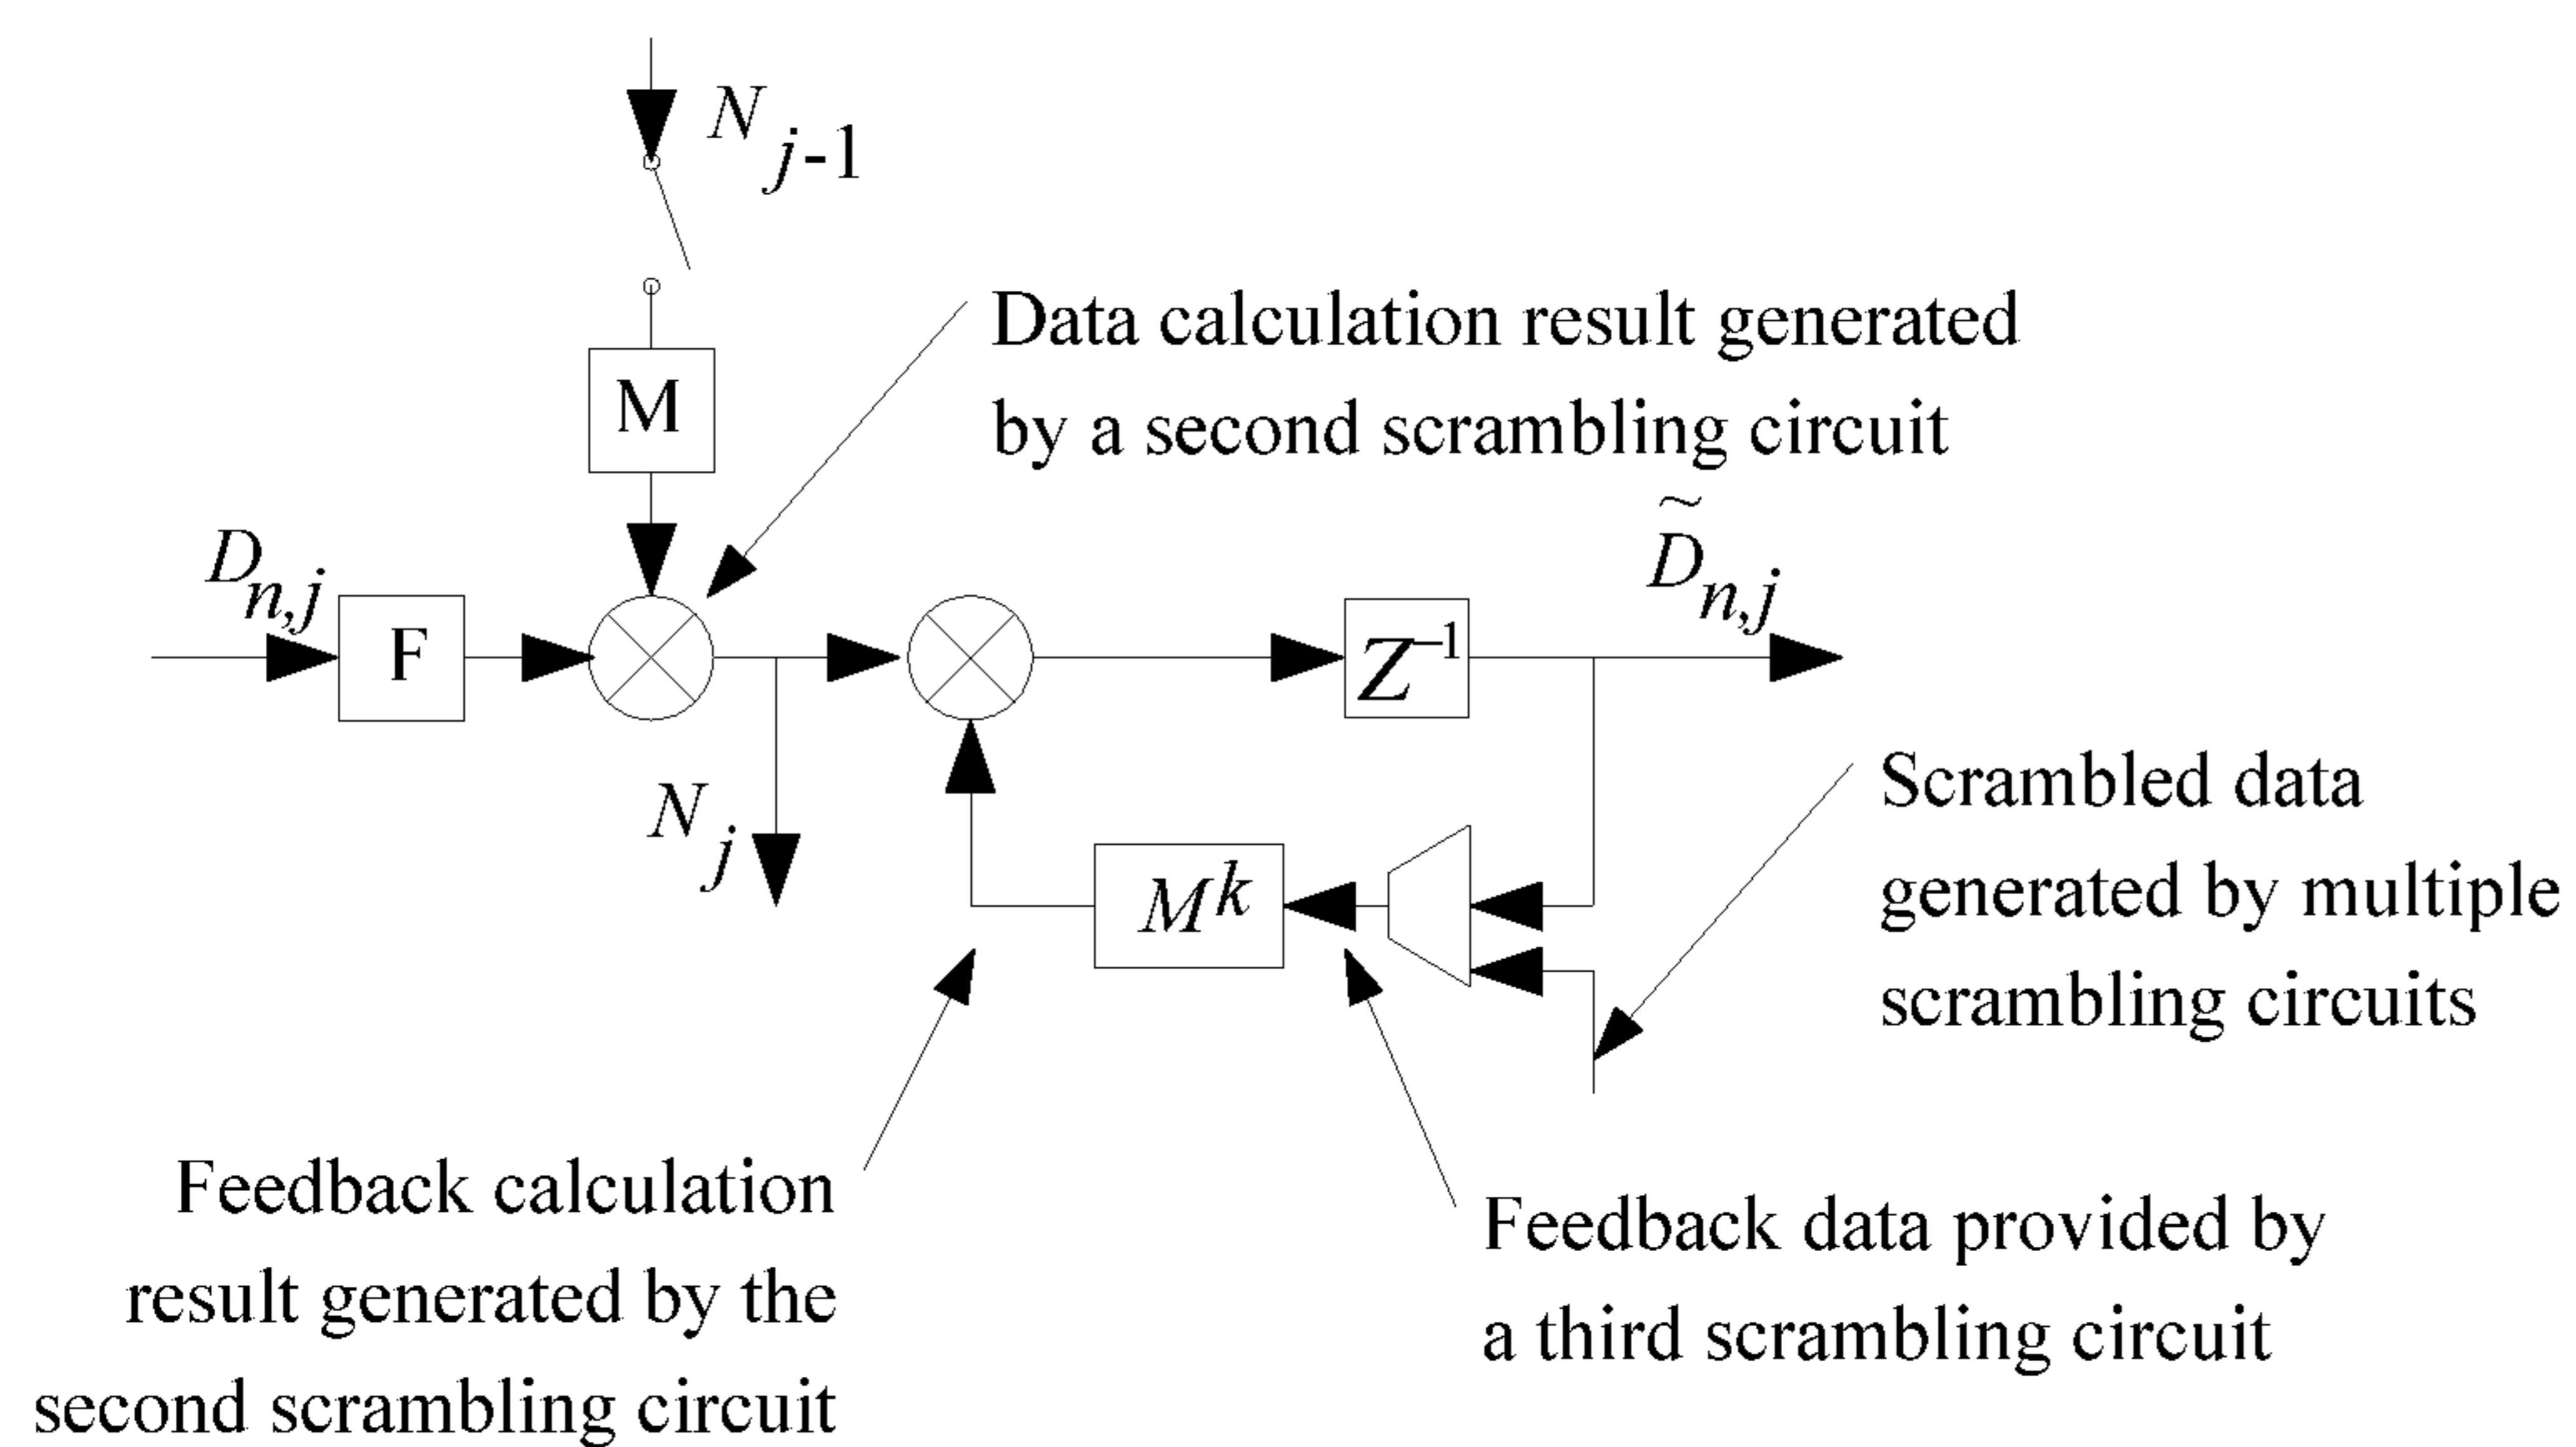 N j-1
Data calculation result generated
by a second scrambling circuit
M
D n,j
F
D̃ n,j
Z⁻¹
N j
M^k
Scrambled data
generated by multiple
scrambling circuits
Feedback calculation
result generated by the
second scrambling circuit
Feedback data provided by
a third scrambling circuit